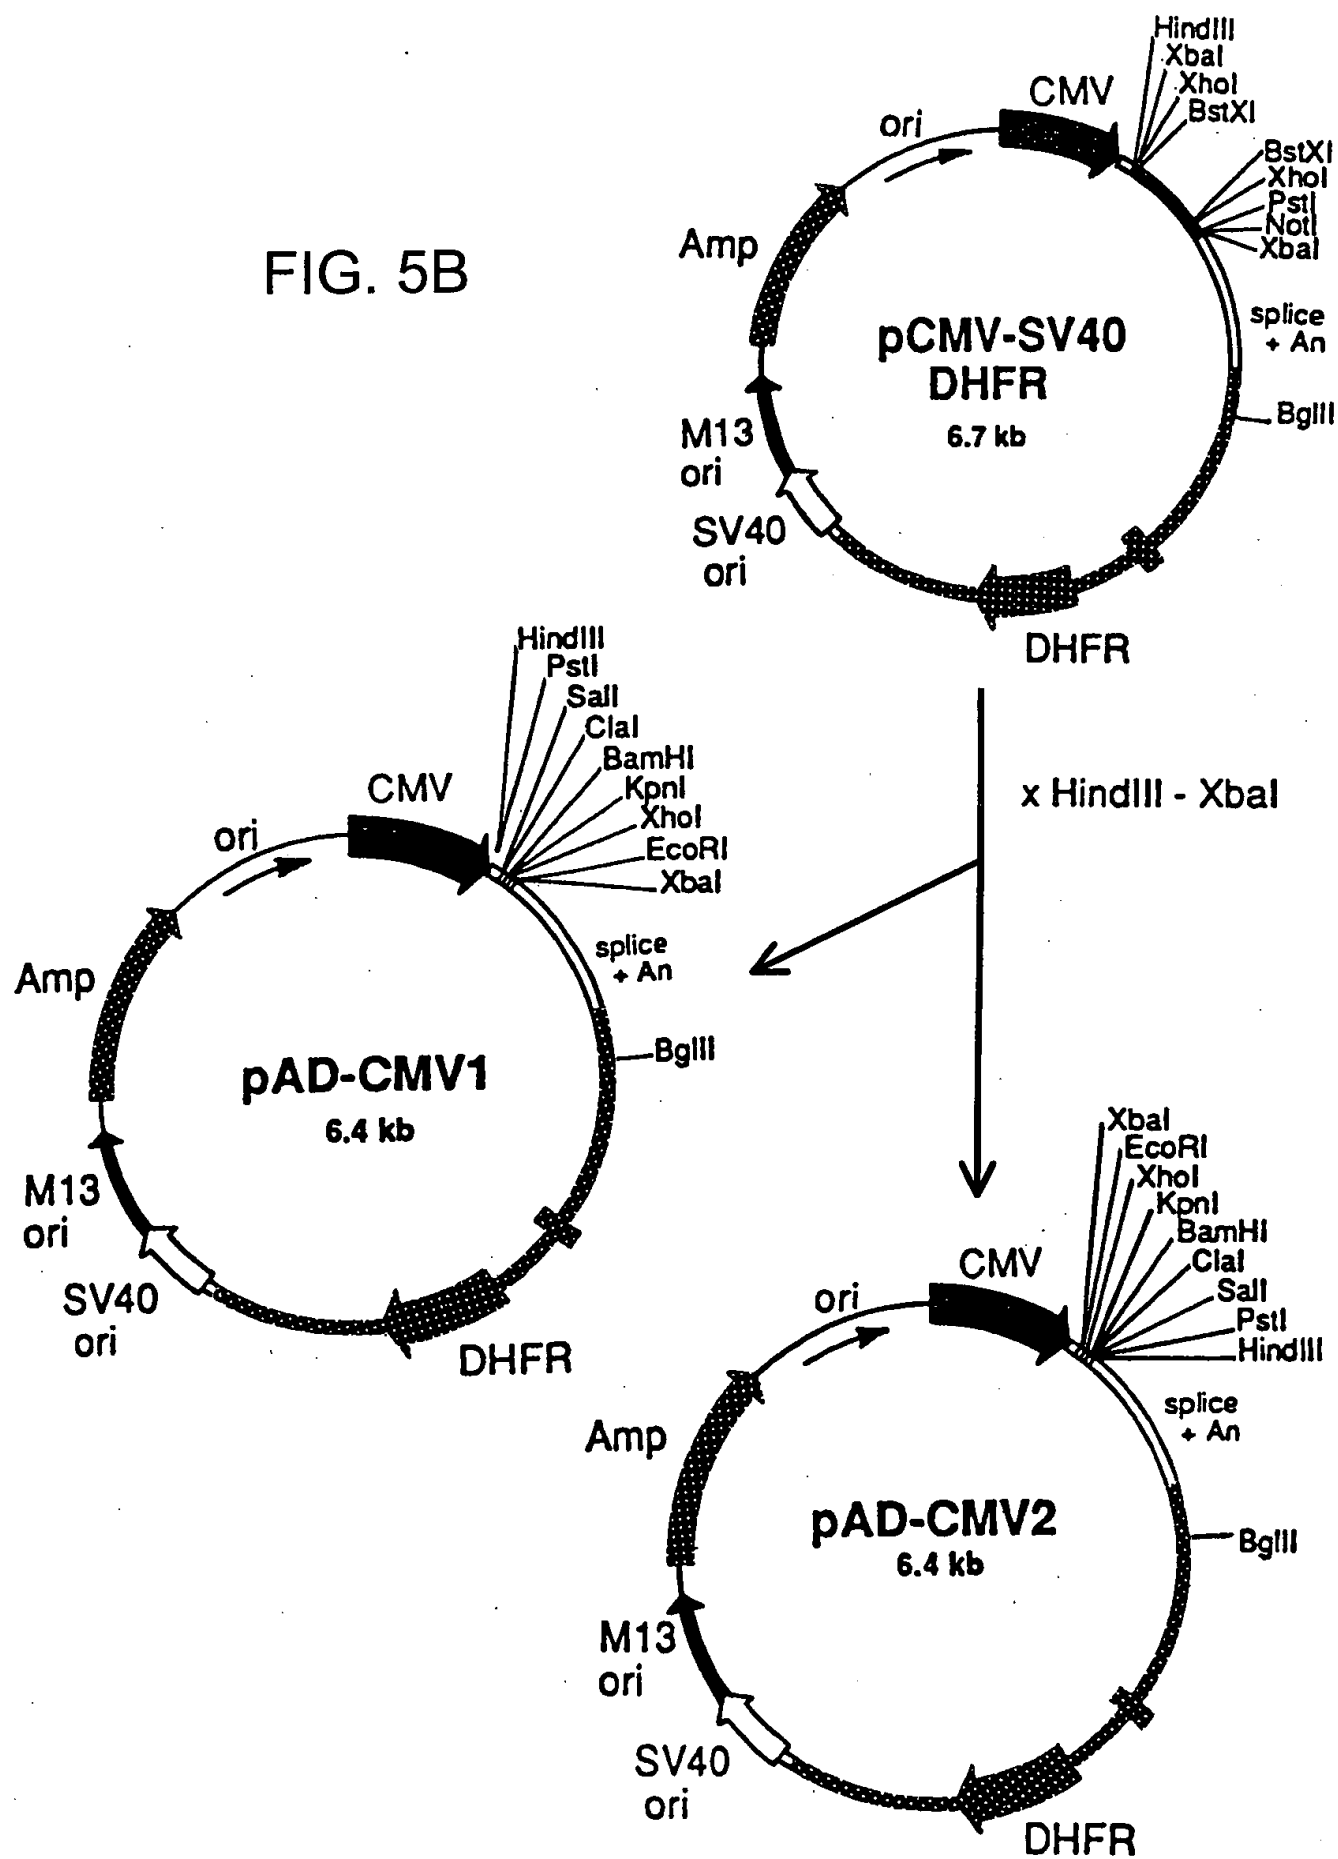 FIG. 5B
HindIII
XbaI
XhoI
BstXI
CMV
ori
BstXI
XhoI
PstI
NotI
XbaI
Amp
splice
+ An
pCMV-SV40
DHFR
6.7 kb
BglII
M13
ori
SV40
ori
DHFR
x HindIII - XbaI
HindIII
PstI
SalI
ClaI
BamHI
KpnI
XhoI
EcoRI
XbaI
CMV
ori
Amp
splice
+ An
BglII
pAD-CMV1
6.4 kb
M13
ori
SV40
ori
DHFR
XbaI
EcoRI
XhoI
KpnI
BamHI
ClaI
SalI
PstI
HindIII
CMV
ori
Amp
splice
+ An
pAD-CMV2
6.4 kb
BglII
M13
ori
SV40
ori
DHFR